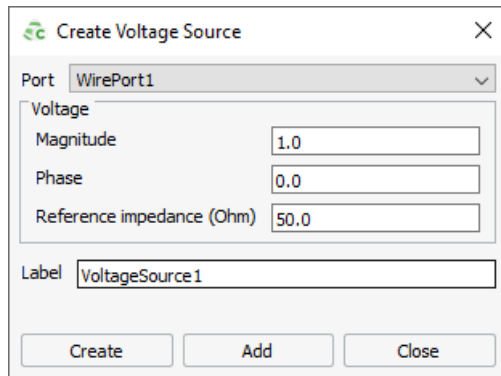 Create Voltage Source
Port WirePort1
Voltage
Magnitude 1.0
Phase 0.0
Reference impedance (Ohm) 50.0
Label VoltageSource1
Create Add Close